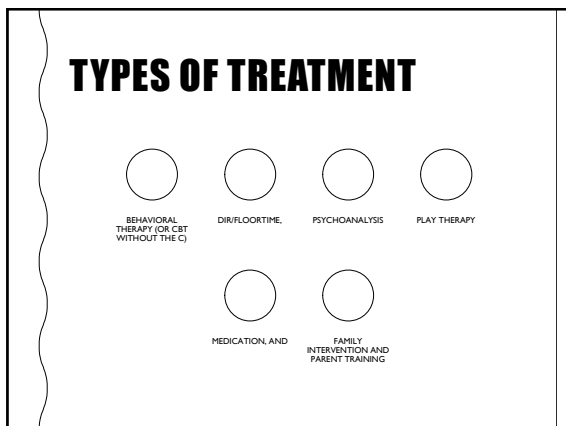 TYPES OF TREATMENT
BEHAVIORAL
THERAPY (OR CBT
WITHOUT THE C)
DIR/FLOORTIME,
PSYCHOANALYSIS
PLAY THERAPY
MEDICATION, AND
FAMILY
INTERVENTION AND
PARENT TRAINING